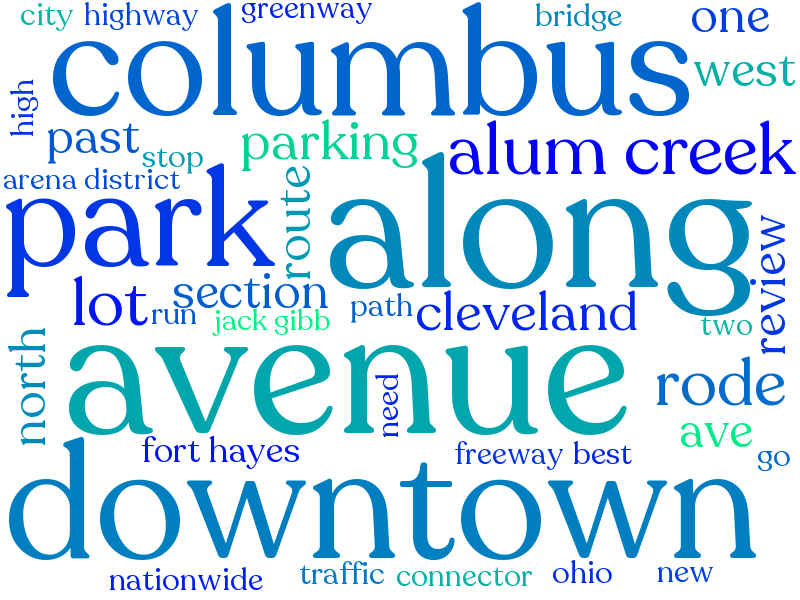 city
highway
greenway
bridge
one
columbus
west
high
past
stop
parking
alum creek
arena district
park
route
along
review
lot
run
section
path
cleveland
jack gibb
two
north
avenue
need
rode
ave
fort hayes
freeway
best
go
downtown
nationwide
traffic
connector
ohio
new